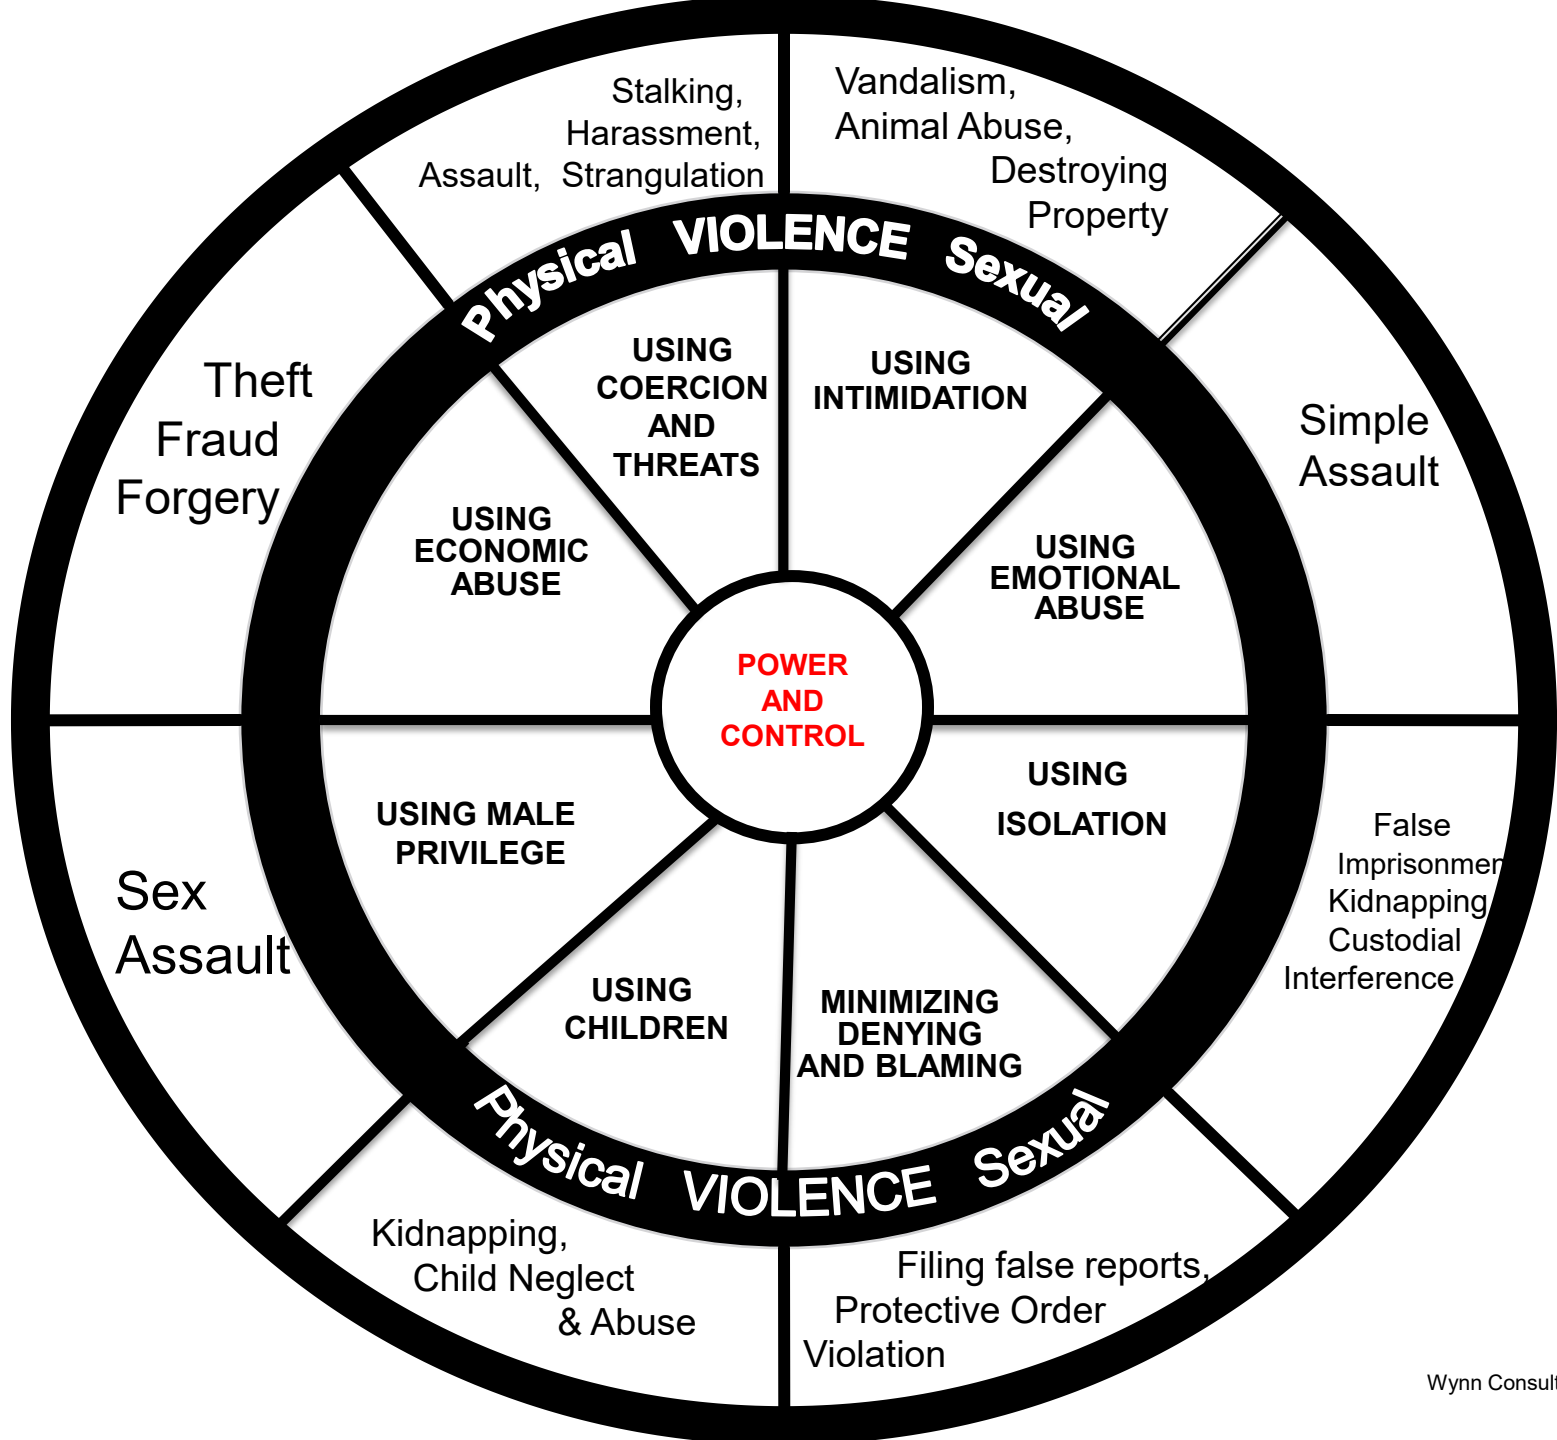 Stalking,
Harassment,
Assault, Strangulation
Vandalism,
Animal Abuse,
Destroying
Property
Physical VIOLENCE Sexual
Theft
Fraud
Forgery
USING
COERCION
AND
THREATS
USING
INTIMIDATION
Simple
Assault
USING
ECONOMIC
ABUSE
USING
EMOTIONAL
ABUSE
POWER
AND
CONTROL
USING MALE
PRIVILEGE
USING
ISOLATION
Sex
Assault
False
Imprisonmen
Kidnapping
Custodial
Interference
USING
CHILDREN
MINIMIZING
DENYING
AND BLAMING
Physical VIOLENCE Sexual
Kidnapping,
Child Neglect
& Abuse
Filing false reports,
Protective Order
Violation
Wynn Consult